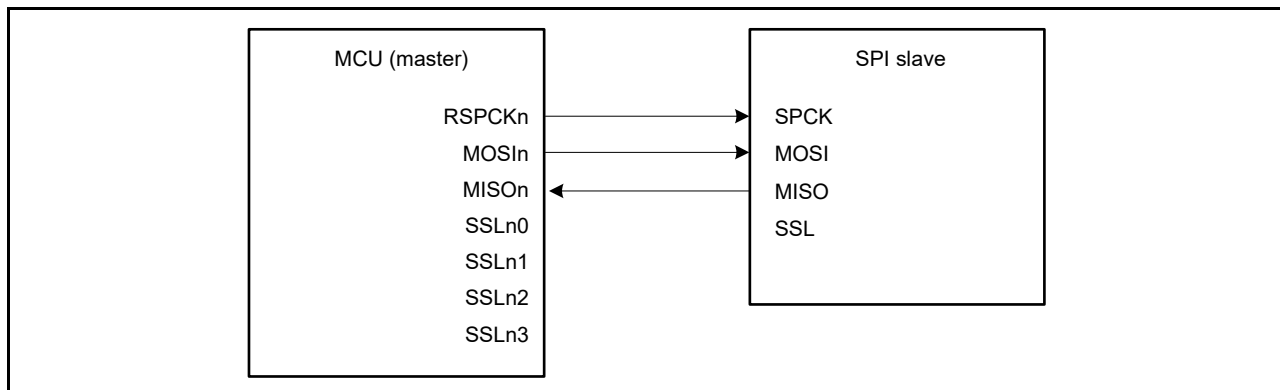 MCU (master)
RSPCKn
MOSIn
MISOn
SSLn0
SSLn1
SSLn2
SSLn3
SPI slave
SPCK
MOSI
MISO
SSL